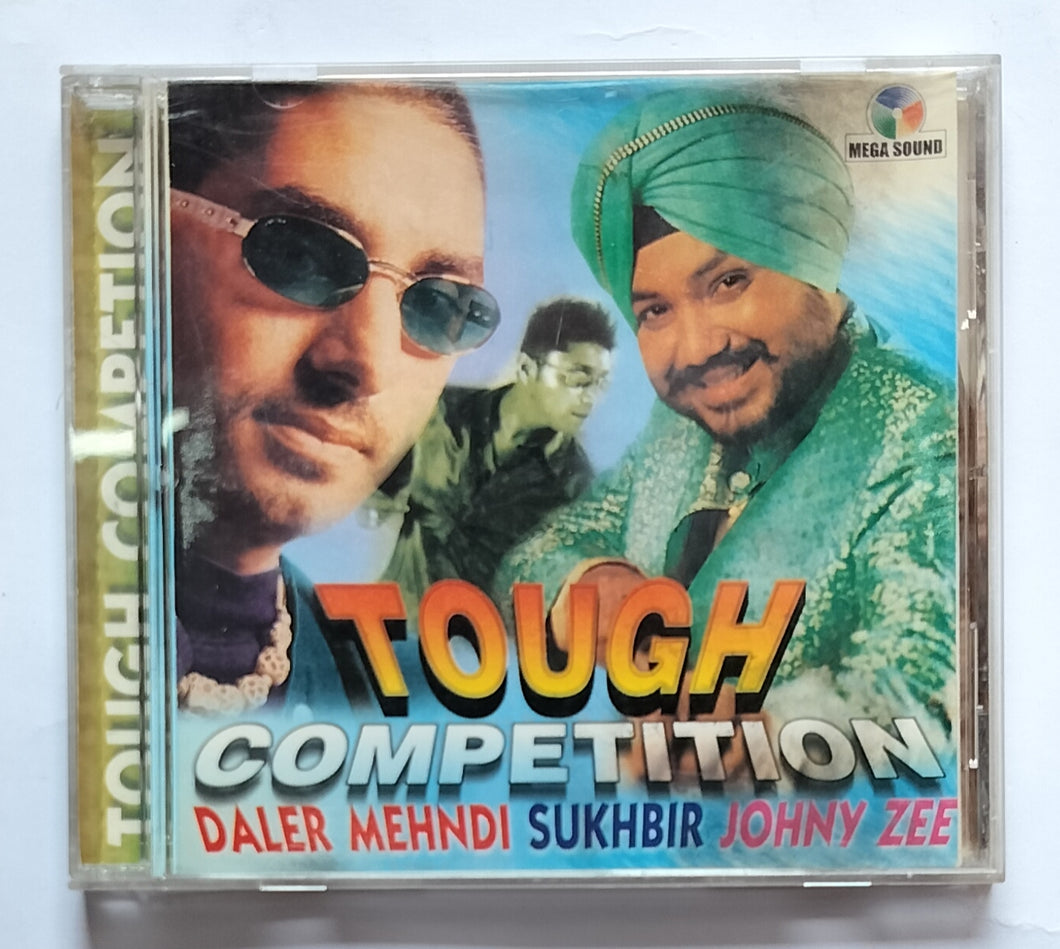 TOUGH COMPETITION
MEGA SOUND
TOUGH
COMPETITION
DALER MEHNDI SUKHBIR JOHNY ZEE